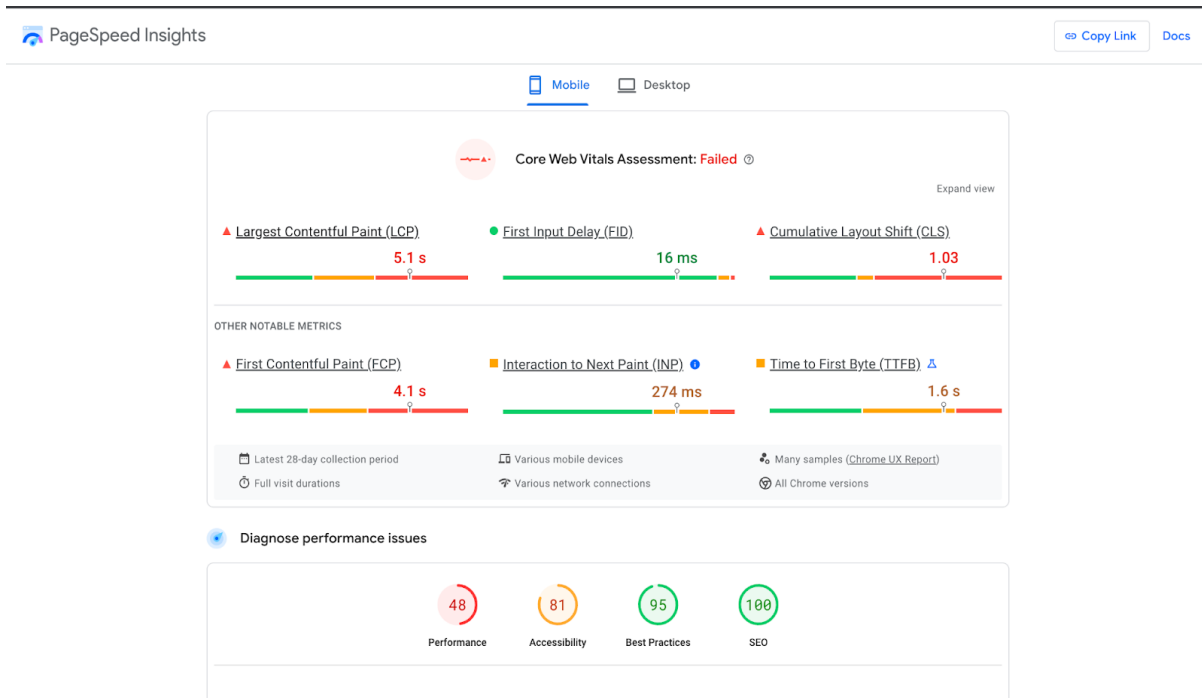 PageSpeed Insights
Copy Link
Docs
Mobile
Desktop
Core Web Vitals Assessment: Failed
Expand view
Largest Contentful Paint (LCP)
5.1 s
First Input Delay (FID)
16 ms
Cumulative Layout Shift (CLS)
1.03
OTHER NOTABLE METRICS
First Contentful Paint (FCP)
4.1 s
Interaction to Next Paint (INP)
274 ms
Time to First Byte (TTFB)
1.6 s
Latest 28-day collection period
Various mobile devices
Many samples (Chrome UX Report)
Full visit durations
Various network connections
All Chrome versions
Diagnose performance issues
48
Performance
81
Accessibility
95
Best Practices
100
SEO